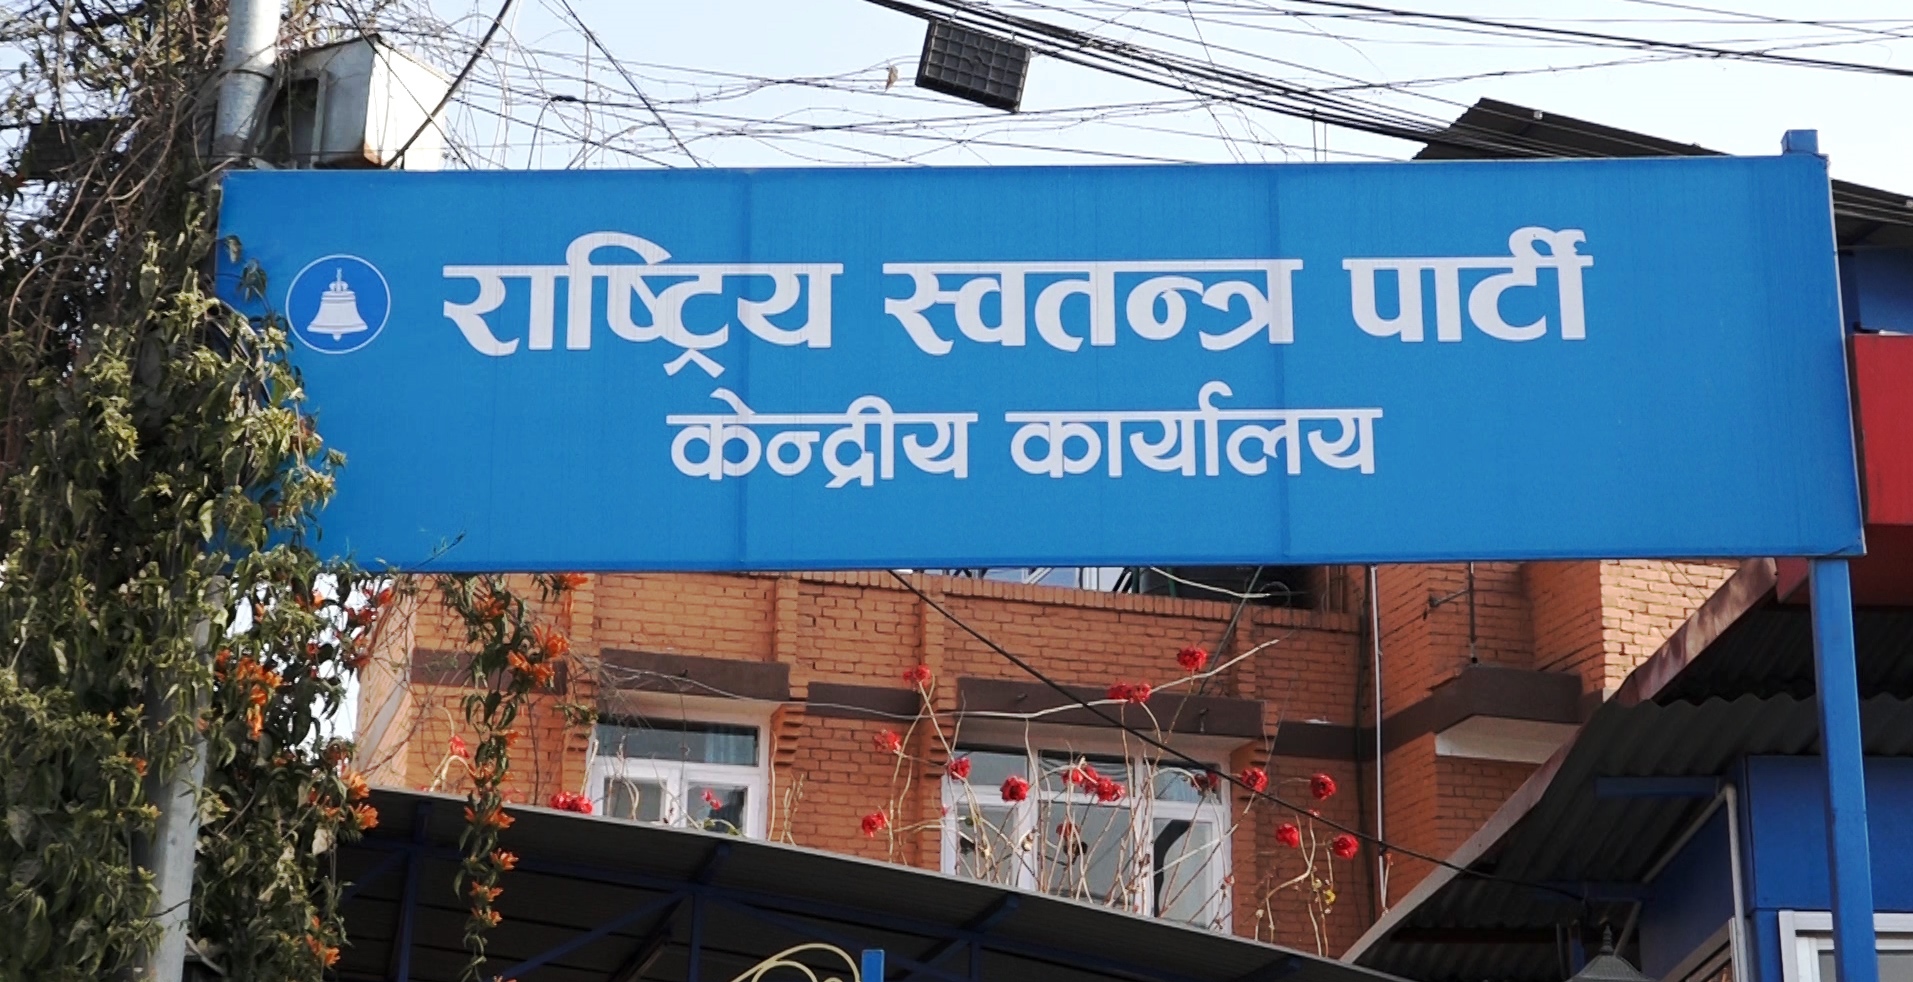 राष्ट्रिय स्वतन्त्र पार्टी
केन्द्रीय कार्यालय